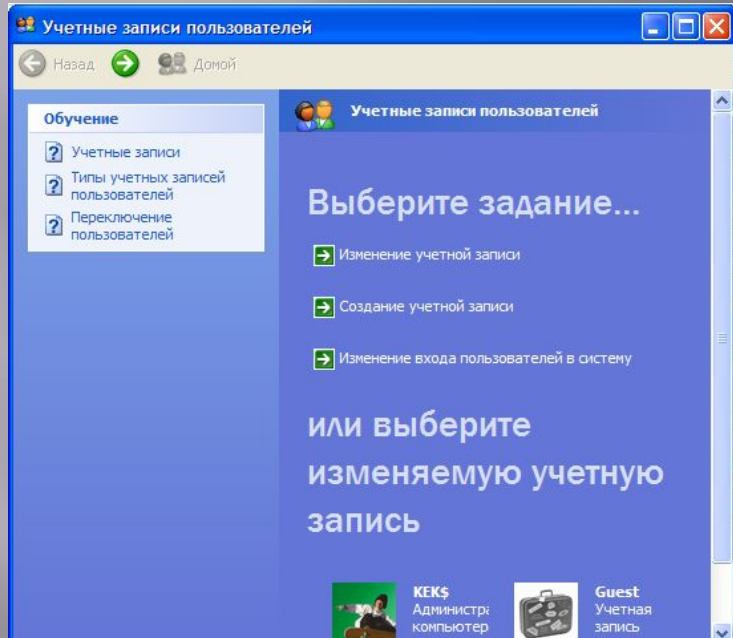 Учетные записи пользователей
Назад
Домой
Обучение
Учетные записи
Типы учетных записей
пользователей
Переключение
пользователей
Учетные записи пользователей
Выберите задание...
Изменение учетной записи
Создание учетной записи
Изменение входа пользователей в систему
или выберите
изменяемую учетную
запись
KEK$
Администра
компьютер
Guest
Учетная
запись